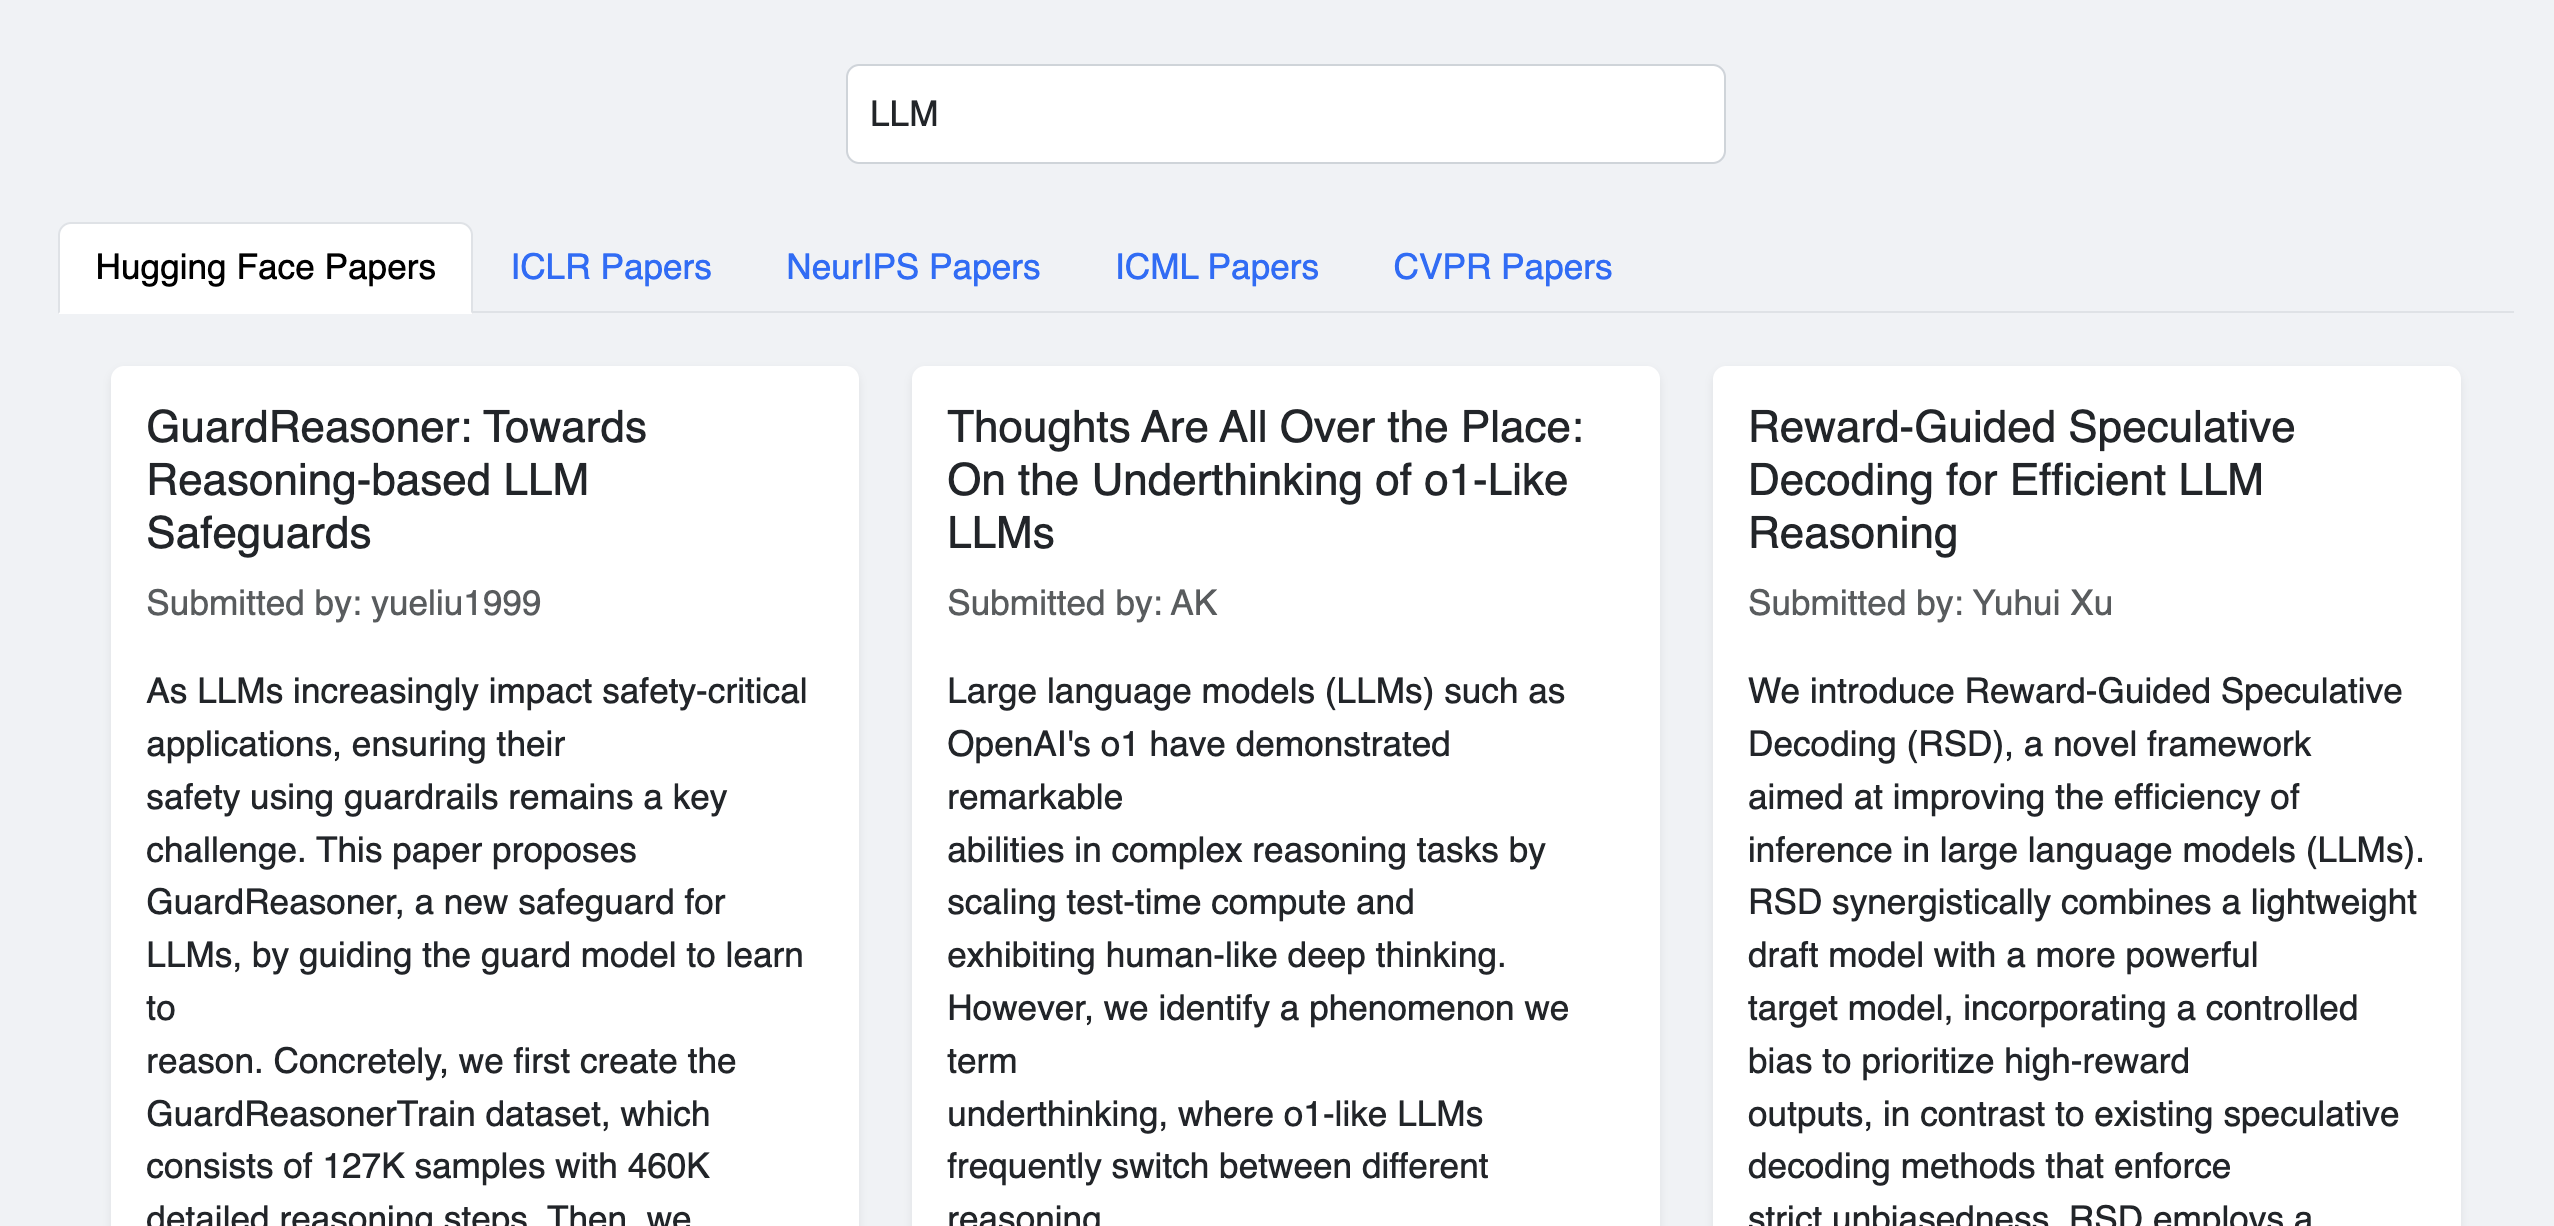 LLM
Hugging Face Papers ICLR Papers NeurIPS Papers ICML Papers CVPR Papers
GuardReasoner: Towards
Reasoning-based LLM
Safeguards
Submitted by: yueliu1999
As LLMs increasingly impact safety-critical
applications, ensuring their
safety using guardrails remains a key
challenge. This paper proposes
GuardReasoner, a new safeguard for
LLMs, by guiding the guard model to learn
to
reason. Concretely, we first create the
GuardReasonerTrain dataset, which
consists of 127K samples with 460K
detailed reasoning steps. Then, we
Thoughts Are All Over the Place:
On the Underthinking of o1-Like
LLMs
Submitted by: AK
Large language models (LLMs) such as
OpenAI's o1 have demonstrated
remarkable
abilities in complex reasoning tasks by
scaling test-time compute and
exhibiting human-like deep thinking.
However, we identify a phenomenon we
term
underthinking, where o1-like LLMs
frequently switch between different
reasoning
Reward-Guided Speculative
Decoding for Efficient LLM
Reasoning
Submitted by: Yuhui Xu
We introduce Reward-Guided Speculative
Decoding (RSD), a novel framework
aimed at improving the efficiency of
inference in large language models (LLMs).
RSD synergistically combines a lightweight
draft model with a more powerful
target model, incorporating a controlled
bias to prioritize high-reward
outputs, in contrast to existing speculative
decoding methods that enforce
strict unbiasedness. RSD employs a